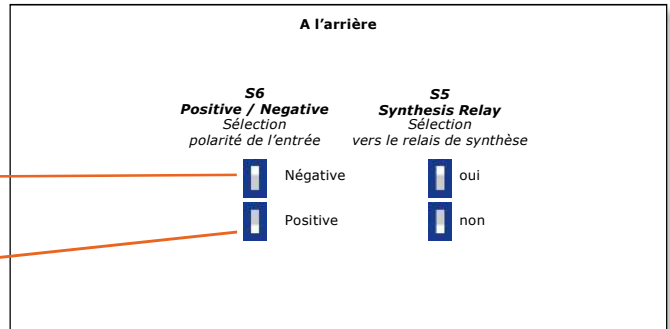 A l’arrière
S6
Positive / Negative
Sélection
polarité de l’entrée
S5
Synthesis Relay
Sélection
vers le relais de synthèse
Négative
oui
Positive
non